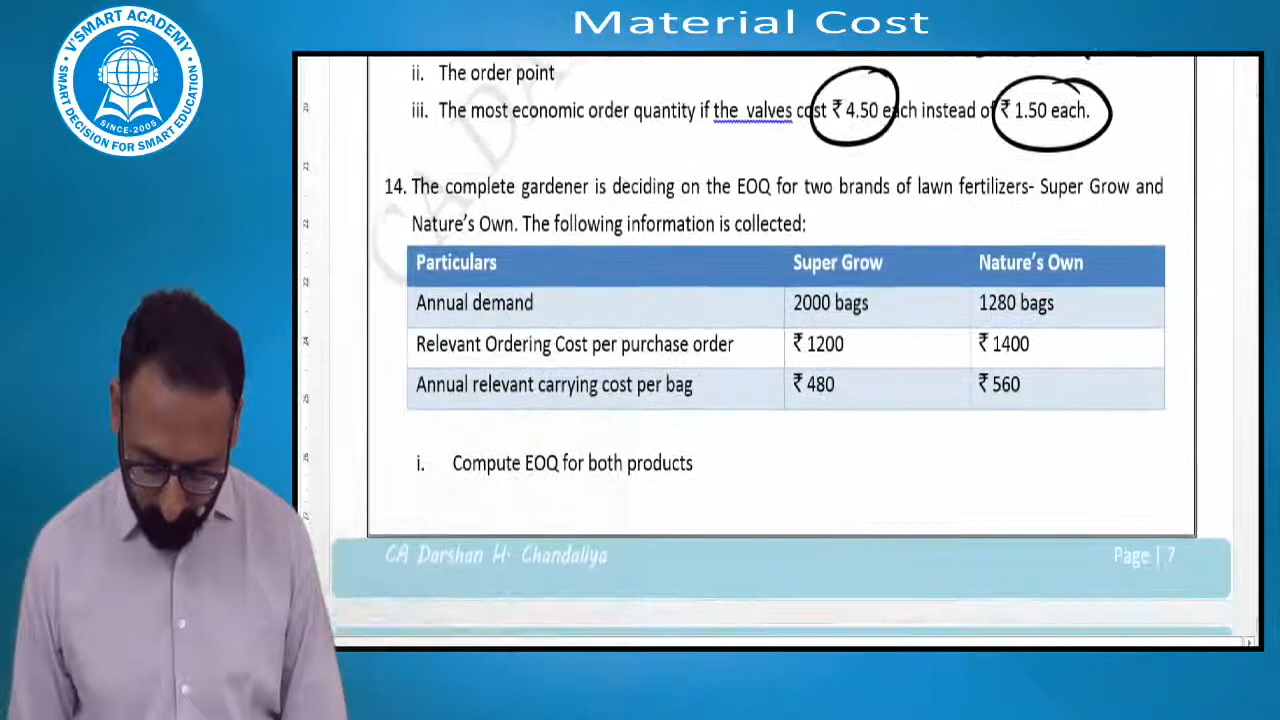 Material Cost
V'SMART ACADEMY
SINCE-2005
SMART DECISION FOR SMART EDUCATION
ii. The order point
iii. The most economic order quantity if the valves cost ₹ 4.50 each instead of ₹ 1.50 each.
14. The complete gardener is deciding on the EOQ for two brands of lawn fertilizers- Super Grow and
Nature's Own. The following information is collected:
Particulars Super Grow Nature's Own
Annual demand 2000 bags 1280 bags
Relevant Ordering Cost per purchase order ₹ 1200 ₹ 1400
Annual relevant carrying cost per bag ₹ 480 ₹ 560
i. Compute EOQ for both products
CA Darshan H. Chandaliya Page | 7